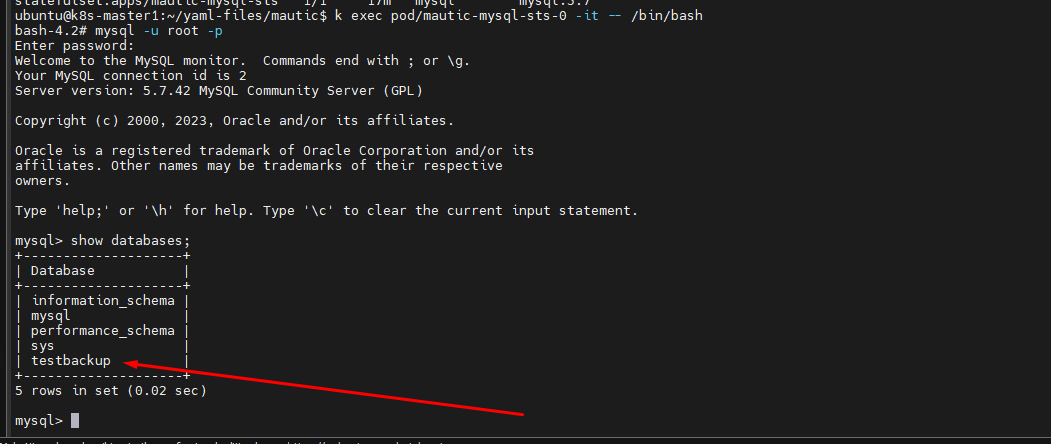 statefulset.apps/mautic-mysql-sts 1/1 17m mysql mysql:5.7
ubuntu@k8s-master1:~/yaml-files/mautic$ k exec pod/mautic-mysql-sts-0 -it -- /bin/bash
bash-4.2# mysql -u root -p
Enter password:
Welcome to the MySQL monitor.  Commands end with ; or \g.
Your MySQL connection id is 2
Server version: 5.7.42 MySQL Community Server (GPL)
Copyright (c) 2000, 2023, Oracle and/or its affiliates.
Oracle is a registered trademark of Oracle Corporation and/or its
affiliates. Other names may be trademarks of their respective
owners.
Type 'help;' or '\h' for help. Type '\c' to clear the current input statement.
mysql> show databases;
+--------------------+
| Database           |
+--------------------+
| information_schema |
| mysql              |
| performance_schema |
| sys                |
| testbackup         |
+--------------------+
5 rows in set (0.02 sec)
mysql>